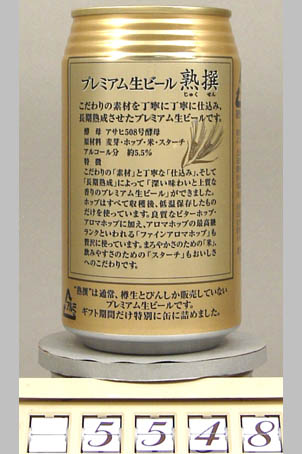 プレミアム生ビール 熟撰
じゅく せん
こだわりの素材を丁寧に丁寧に仕込み、
長期熟成させたプレミアム生ビールです。
酵 母 アサヒ508号酵母
原材料 麦芽・ホップ・米・スターチ
アルコール分 約5.5%
特 徴
こだわりの「素材」と丁寧な「仕込み」、そして
「長期熟成」によって「深い味わいと上質な
香りのプレミアム生ビール」ができました。
ホップはすべて収穫後、低温保存したもの
だけを使っています。良質なビターホップ・
アロマホップに加え、アロマホップの最高級
ランクといわれる「ファインアロマホップ」も
贅沢に使っています。まろやかさのための「米」、
飲みやすさのための「スターチ」もおいしさ
へのこだわりです。
"熟撰"は通常、樽生とびんしか販売していない
プレミアム生ビールです。
ギフト期間だけ特別に缶に詰めました。
アルミ
5548